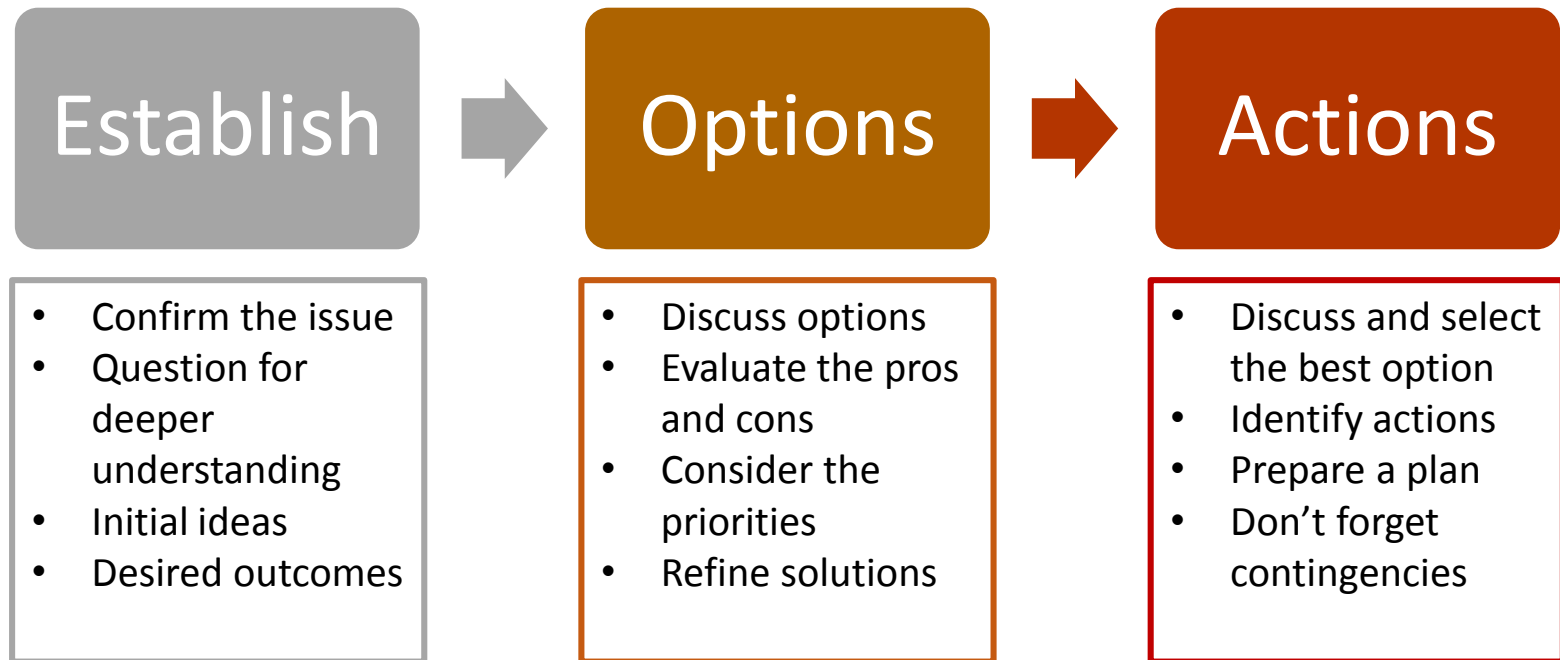 Establish
Options
Actions
• Confirm the issue
• Question for
deeper
understanding
• Initial ideas
• Desired outcomes
• Discuss options
• Evaluate the pros
and cons
• Consider the
priorities
• Refine solutions
• Discuss and select
the best option
• Identify actions
• Prepare a plan
• Don’t forget
contingencies